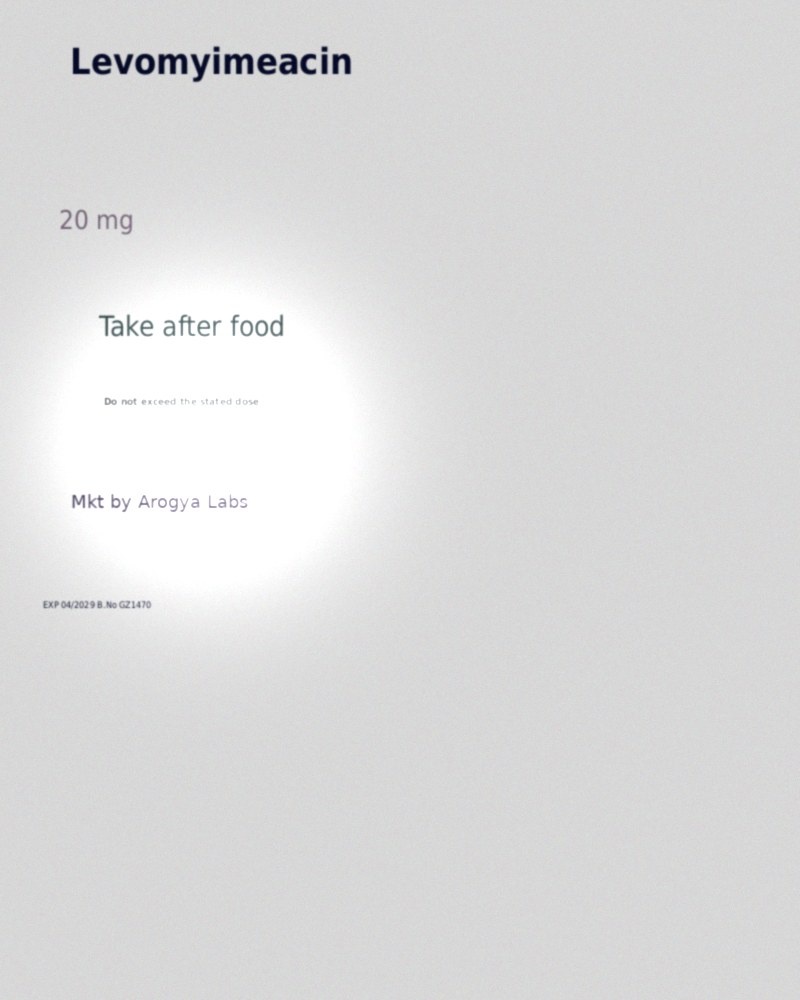 Levomyimeacin
20 mg
Take after food
Do not exceed the stated dose
Mkt by Arogya Labs
EXP 04/2029 B.No GZ1470